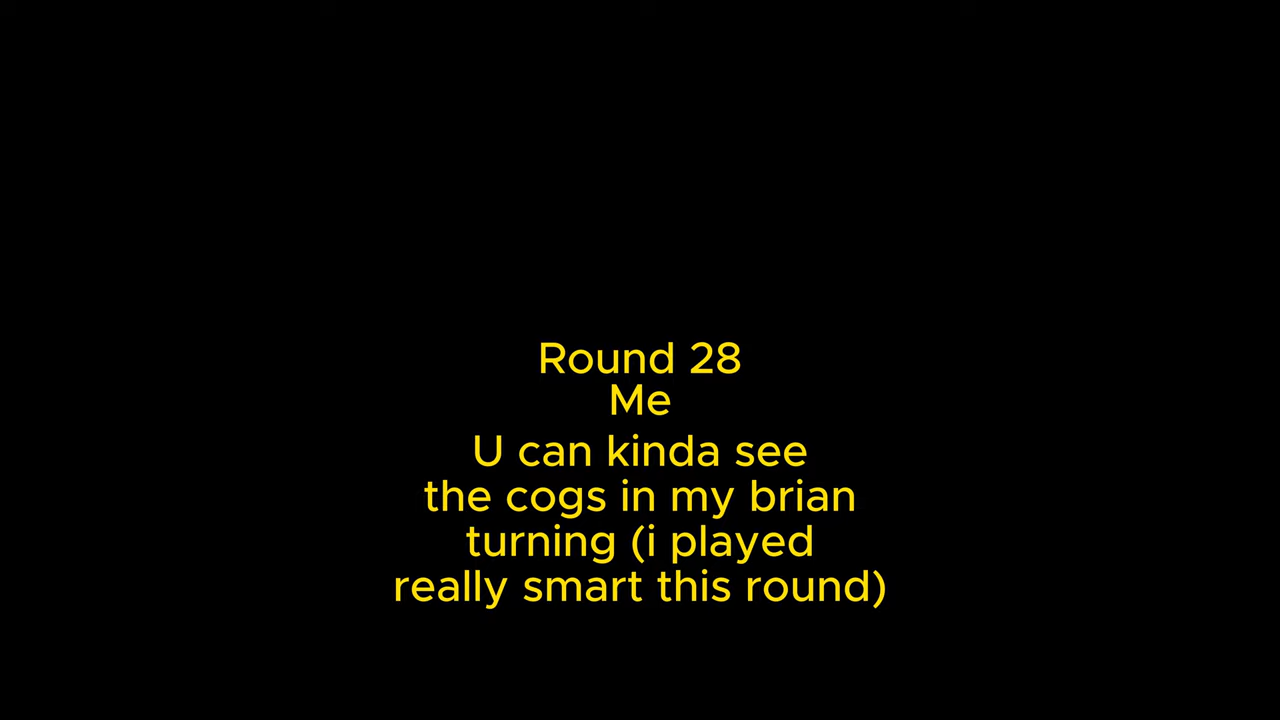 Round 28
Me
U can kinda see
the cogs in my brian
turning (i played
really smart this round)